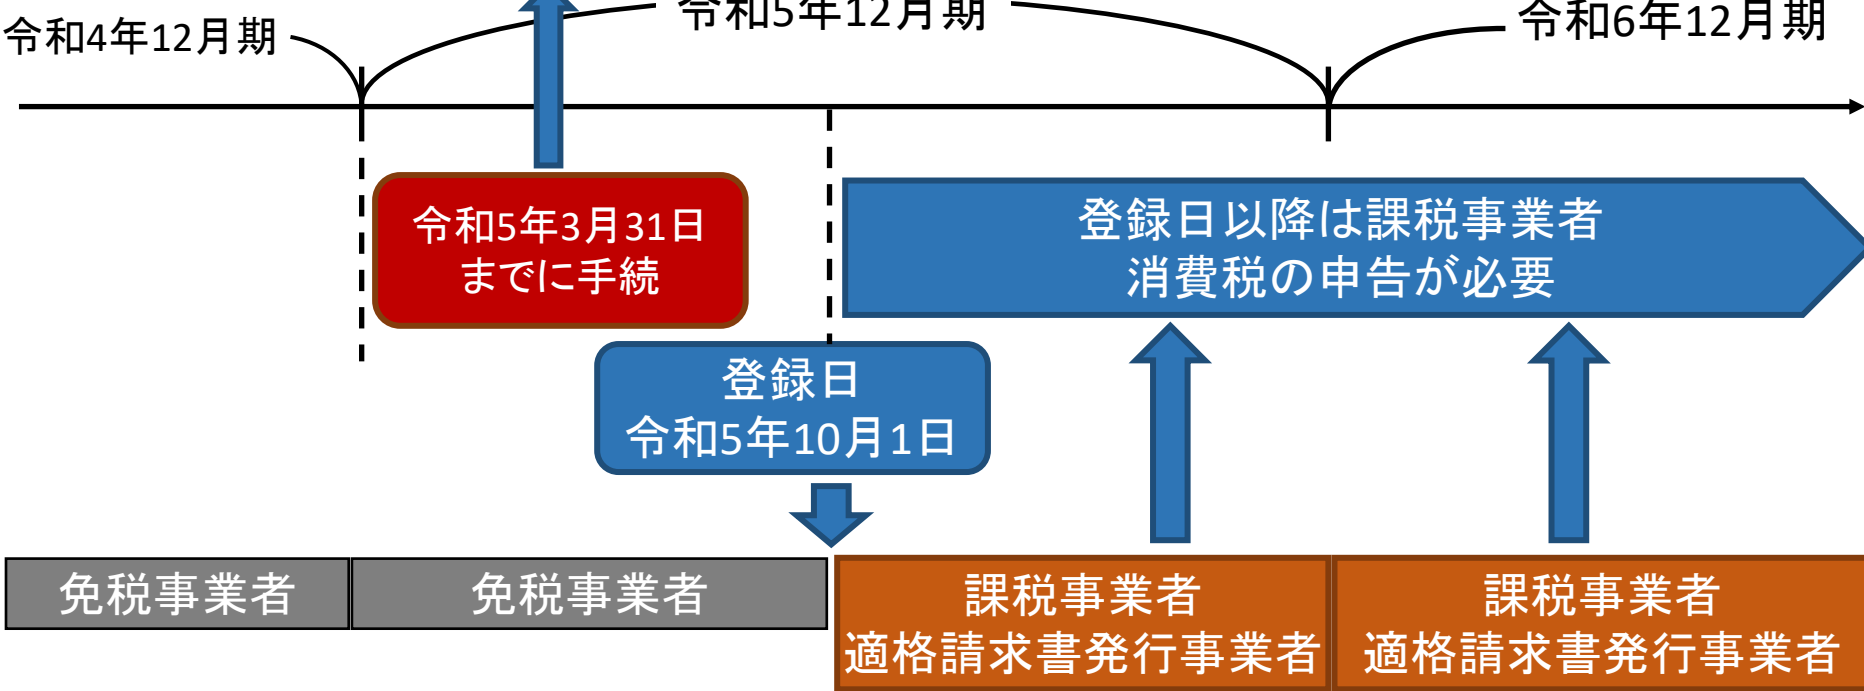 令和4年12月期
令和5年12月期
令和6年12月期
令和5年3月31日
までに手続
登録日以降は課税事業者
消費税の申告が必要
登録日
令和5年10月1日
免税事業者
免税事業者
課税事業者
適格請求書発行事業者
課税事業者
適格請求書発行事業者